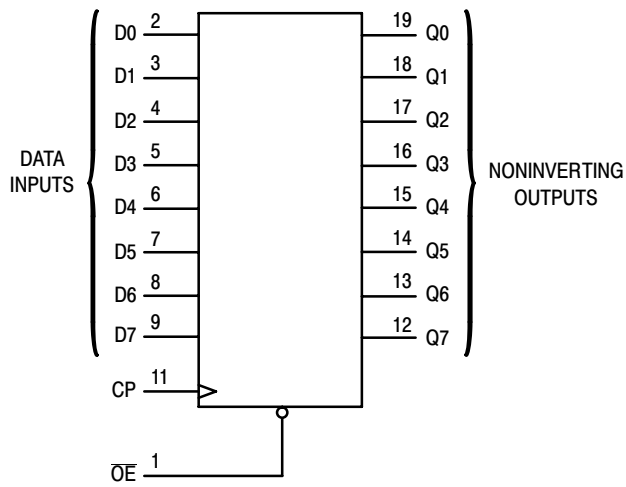 D0 2 19 Q0
D1 3 18 Q1
D2 4 17 Q2
D3 5 16 Q3
DATA
INPUTS
NONINVERTING
OUTPUTS
D4 6 15 Q4
D5 7 14 Q5
D6 8 13 Q6
D7 9 12 Q7
CP 11
O̅E̅ 1